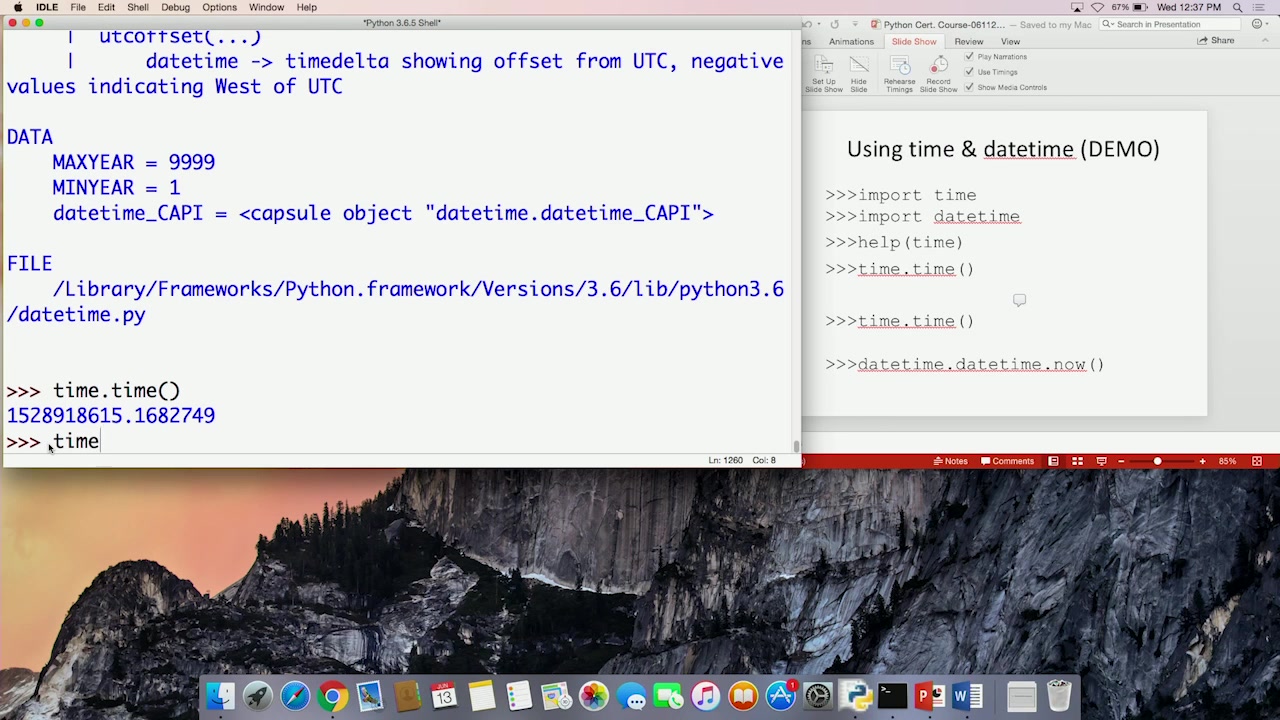 IDLE File Edit Shell Debug Options Window Help
67% Wed 12:37 PM
*Python 3.6.5 Shell*
| utcoffset(...)
| datetime -> timedelta showing offset from UTC, negative
values indicating West of UTC
DATA
MAXYEAR = 9999
MINYEAR = 1
datetime_CAPI = <capsule object "datetime.datetime_CAPI">
FILE
/Library/Frameworks/Python.framework/Versions/3.6/lib/python3.6
/datetime.py
>>> time.time()
1528918615.1682749
>>> time
Ln: 1260 Col: 8
Python Cert. Course-06112... — Saved to my Mac
Search in Presentation
ns Animations Slide Show Review View
Share
Set Up
Slide Show
Hide
Slide
Rehearse
Timings
Record
Slide Show
Play Narrations
Use Timings
Show Media Controls
Using time & datetime (DEMO)
>>>import time
>>>import datetime
>>>help(time)
>>>time.time()
>>>time.time()
>>>datetime.datetime.now()
Notes Comments 85%
JUN
13
1